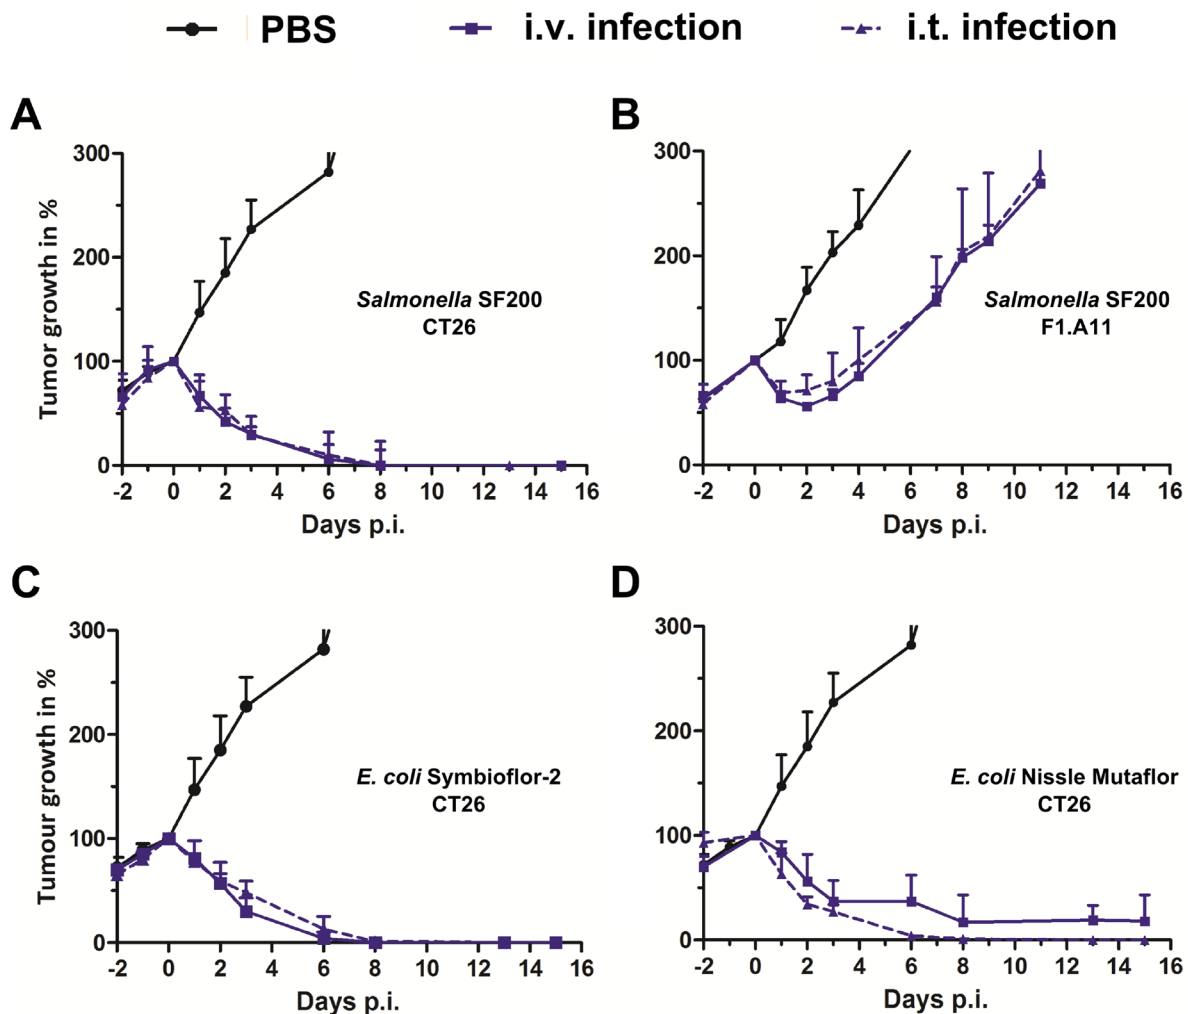 PBS i.v. infection i.t. infection
A
300
200
100
0
Tumor growth in %
Salmonella SF200
CT26
-2 0 2 4 6 8 10 12 14 16
Days p.i.
B
300
200
100
0
Salmonella SF200
F1.A11
-2 0 2 4 6 8 10 12 14 16
Days p.i.
C
300
200
100
0
Tumour growth in %
E. coli Symbioflor-2
CT26
-2 0 2 4 6 8 10 12 14 16
Days p.i.
D
300
200
100
0
E. coli Nissle Mutaflor
CT26
-2 0 2 4 6 8 10 12 14 16
Days p.i.